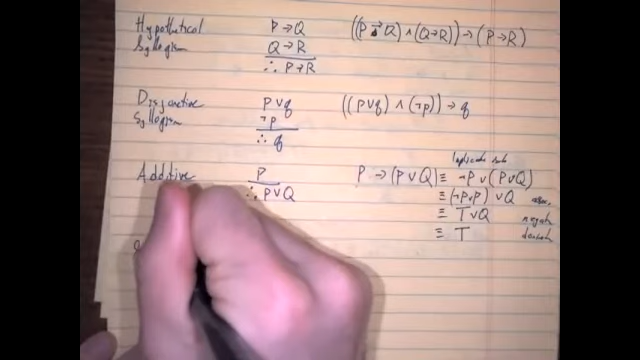 Hypothetical P→Q ((P→Q) ∧ (Q→R)) → (P→R)
Syllogism Q→R
∴ P→R
Disjunctive p∨q ((p∨q) ∧ (¬p)) → q
Syllogism ¬p
∴ q
Additive P P → (P∨Q) ≡ ¬p ∨ (P∨Q)
∴ P∨Q ≡ (¬p∨p) ∨ Q
≡ T∨Q
≡ T